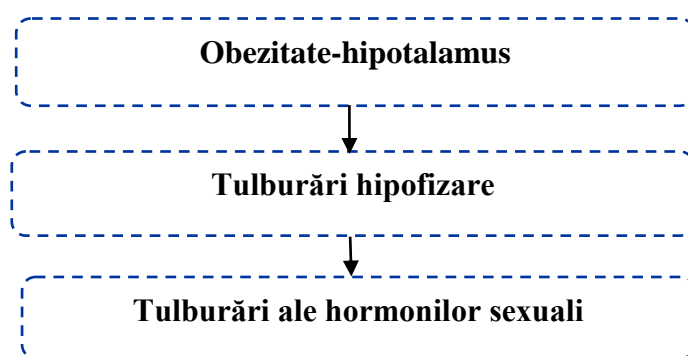 Obezitate-hipotalamus
Tulburări hipofizare
Tulburări ale hormonilor sexuali